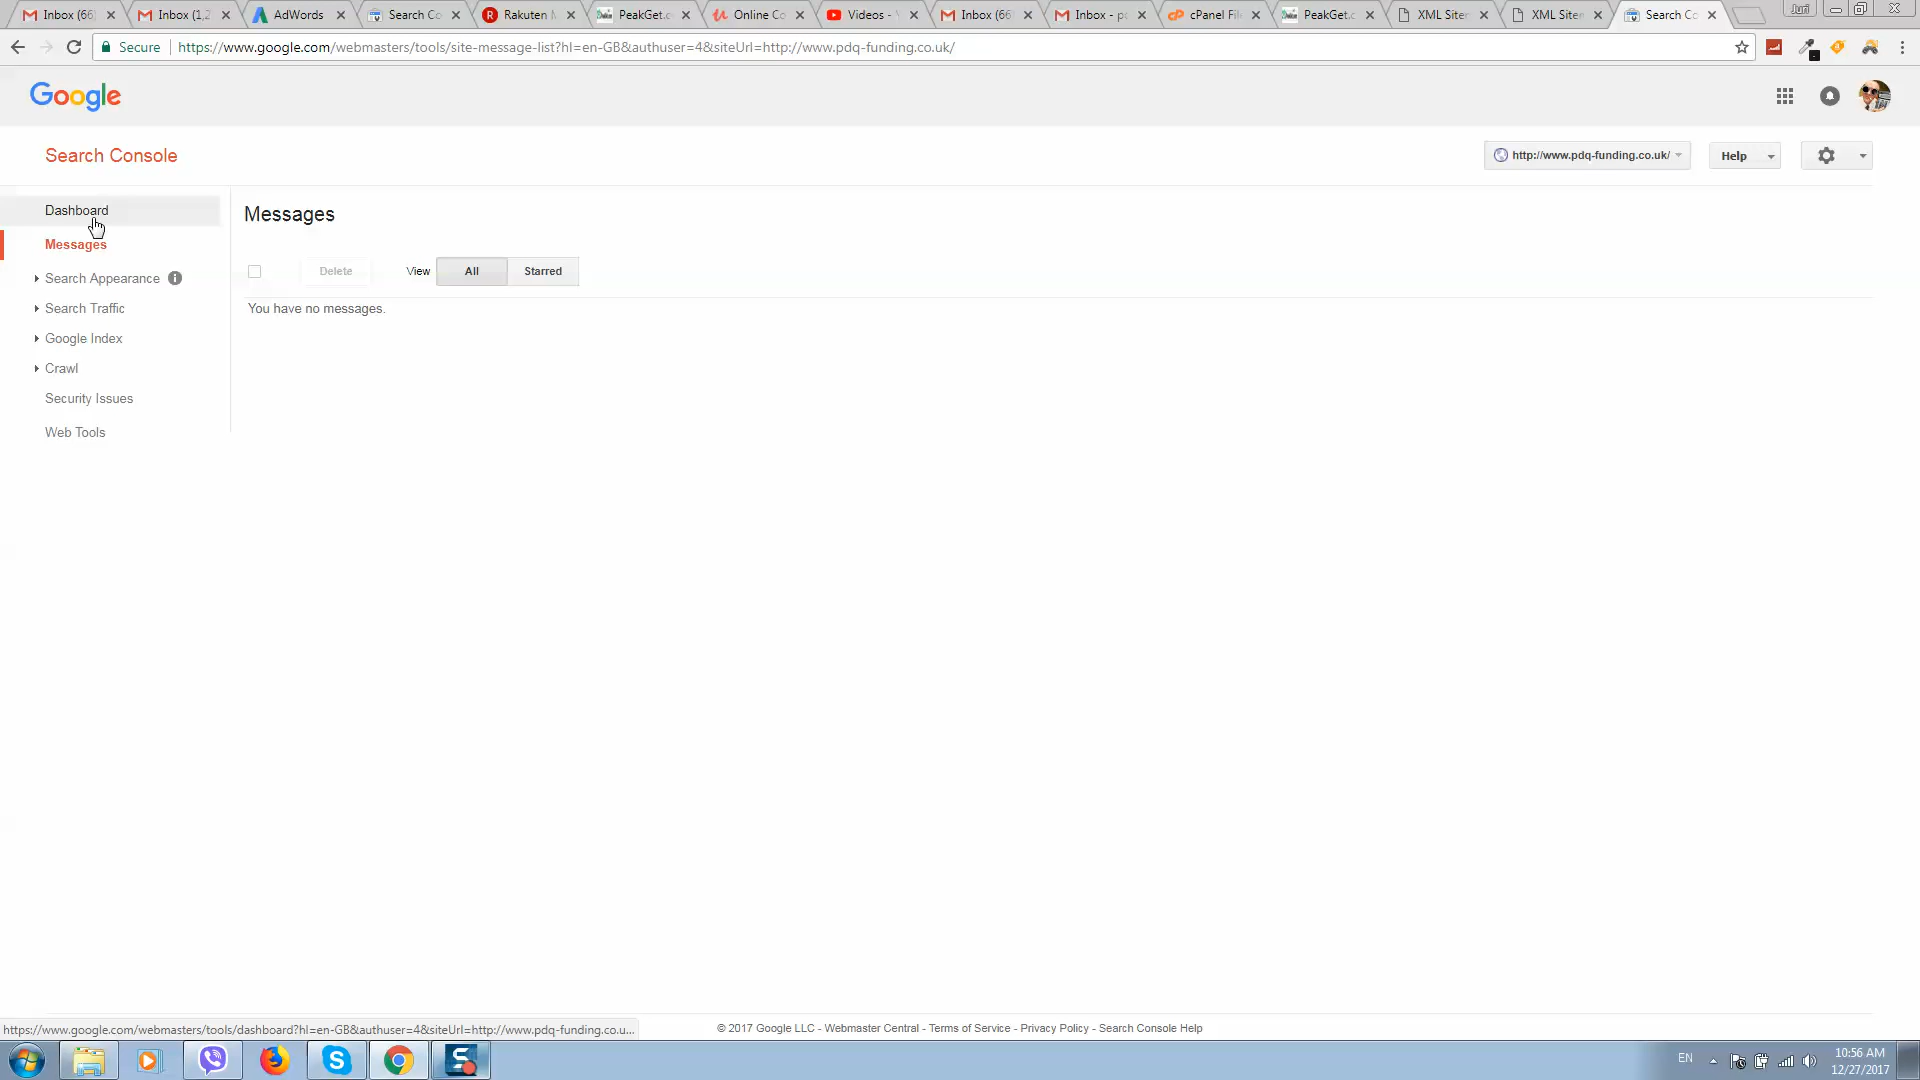 Inbox (66)
Inbox (1,2
AdWords
Search Co
Rakuten
PeakGet.c
Online Co
Videos -
Inbox (66
Inbox - p
cPanel Fil
PeakGet.c
XML Siter
XML Siter
Search Co
Juri
Secure
https://www.google.com/webmasters/tools/site-message-list?hl=en-GB&authuser=4&siteUrl=http://www.pdq-funding.co.uk/
Google
Search Console
http://www.pdq-funding.co.uk/
Help
Dashboard
Messages
Search Appearance
Search Traffic
Google Index
Crawl
Security Issues
Web Tools
Messages
Delete
View
All
Starred
You have no messages.
https://www.google.com/webmasters/tools/dashboard?hl=en-GB&authuser=4&siteUrl=http://www.pdq-funding.co.u...
© 2017 Google LLC - Webmaster Central - Terms of Service - Privacy Policy - Search Console Help
EN
10:56 AM
12/27/2017